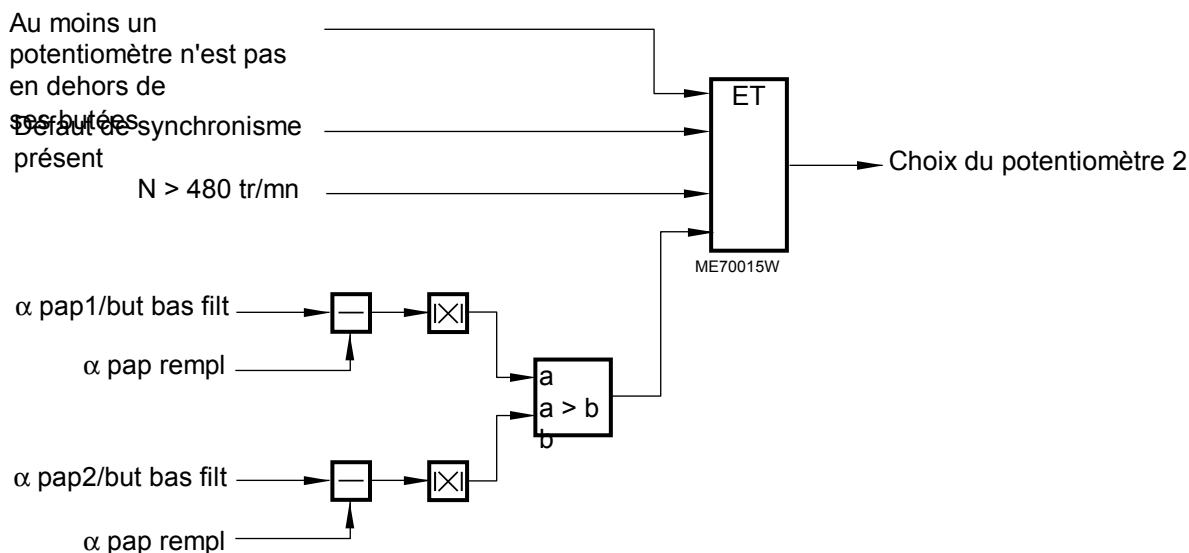 Au moins un
potentiomètre n'est pas
en dehors de
ses butées
Défaut de synchronisme
présent
N > 480 tr/mn
ET
Choix du potentiomètre 2
ME70015W
α pap1/but bas filt
—
|X|
α pap rempl
a
a > b
b
α pap2/but bas filt
—
|X|
α pap rempl